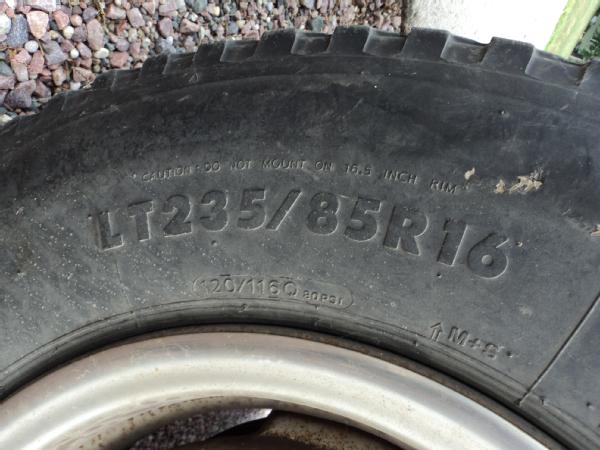 CAUTION: DO NOT MOUNT ON 16.5 INCH RIM
LT235/85R16
120/116Q 80PSI
M+S